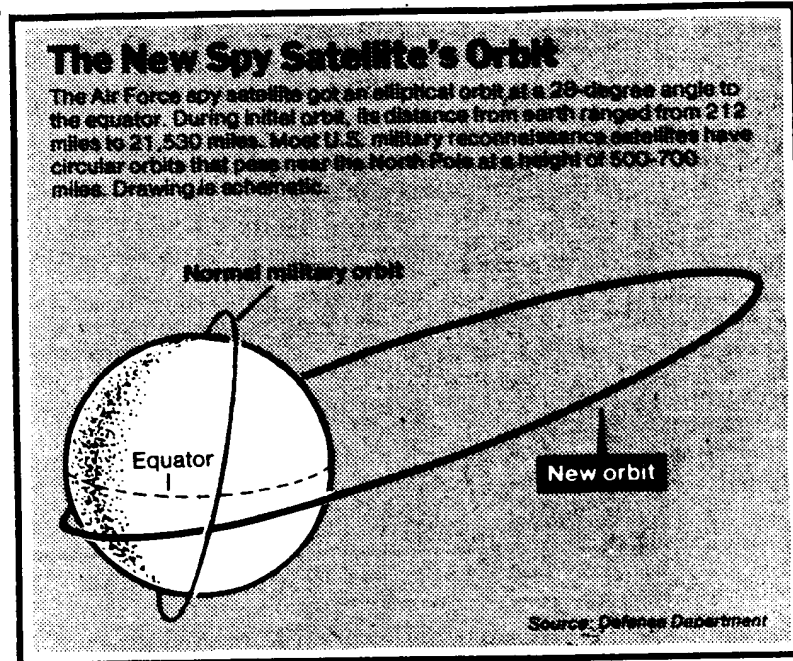 The New Spy Satellite's Orbit
The Air Force spy satellite got an elliptical orbit at a 28-degree angle to
the equator. During initial orbit, its distance from earth ranged from 212
miles to 21,530 miles. Most U.S. military reconnaissance satellites have
circular orbits that pass near the North Pole at a height of 500-700
miles. Drawing is schematic.
Normal military orbit
Equator
New orbit
Source: Defense Department